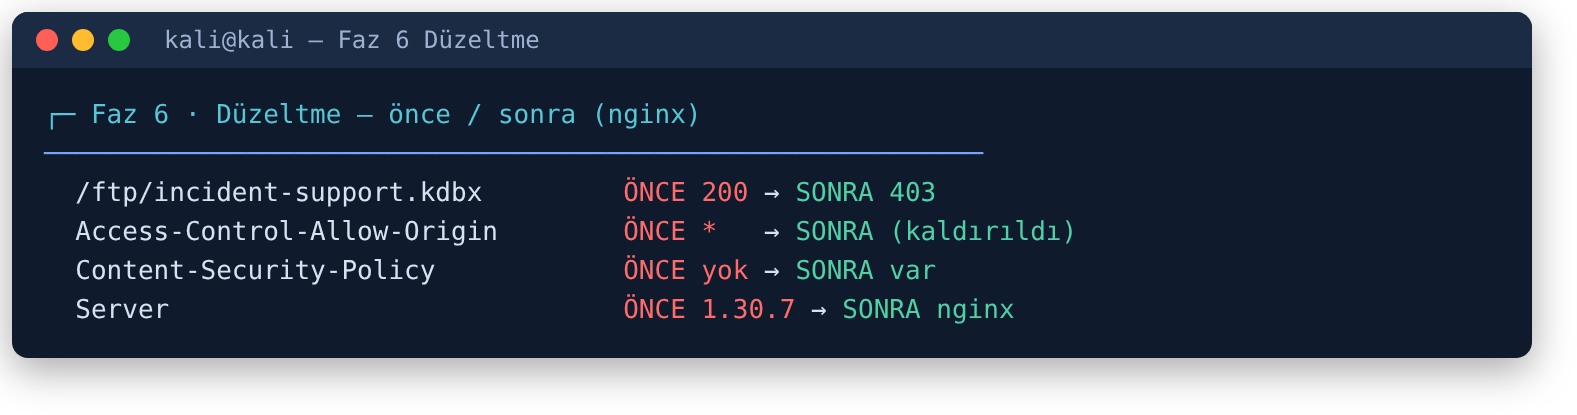 kali@kali — Faz 6 Düzeltme
┌─ Faz 6 · Düzeltme — önce / sonra (nginx)
/ftp/incident-support.kdbx ÖNCE 200 → SONRA 403
Access-Control-Allow-Origin ÖNCE * → SONRA (kaldırıldı)
Content-Security-Policy ÖNCE yok → SONRA var
Server ÖNCE 1.30.7 → SONRA nginx